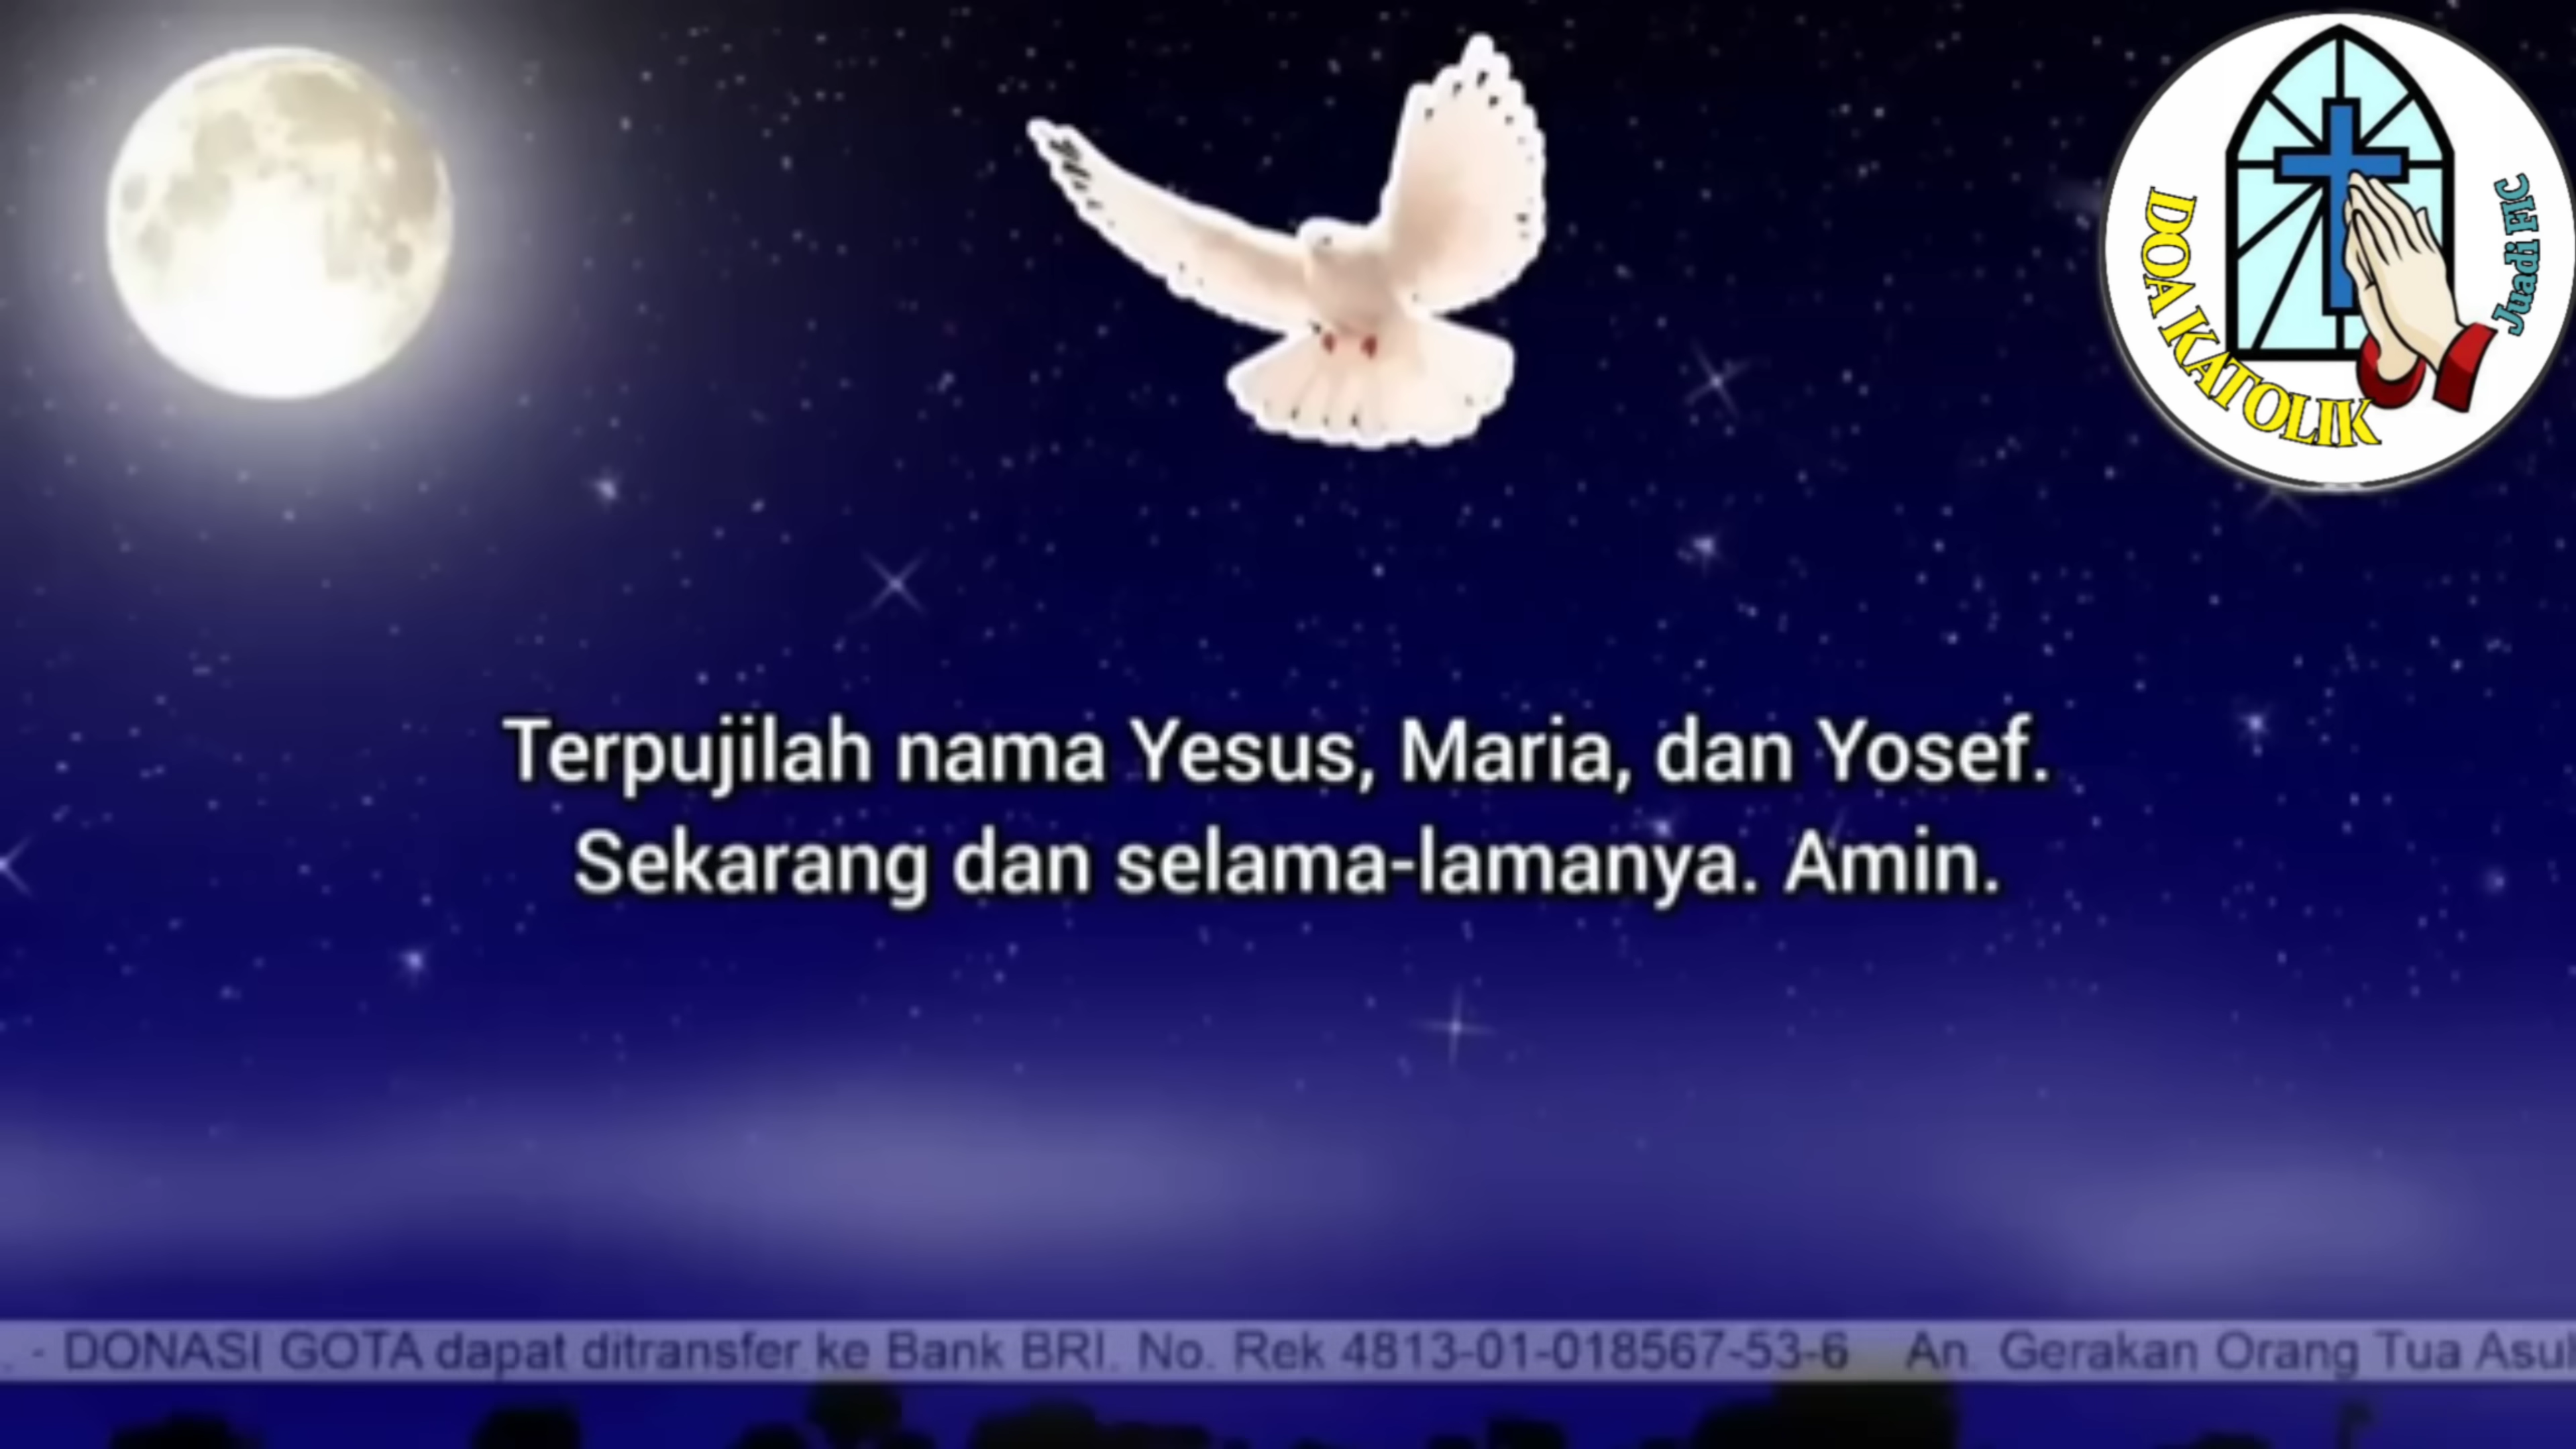 DOA KATOLIK
Juadi FIC
Terpujilah nama Yesus, Maria, dan Yosef.
Sekarang dan selama-lamanya. Amin.
. - DONASI GOTA dapat ditransfer ke Bank BRI. No. Rek 4813-01-018567-53-6 An. Gerakan Orang Tua